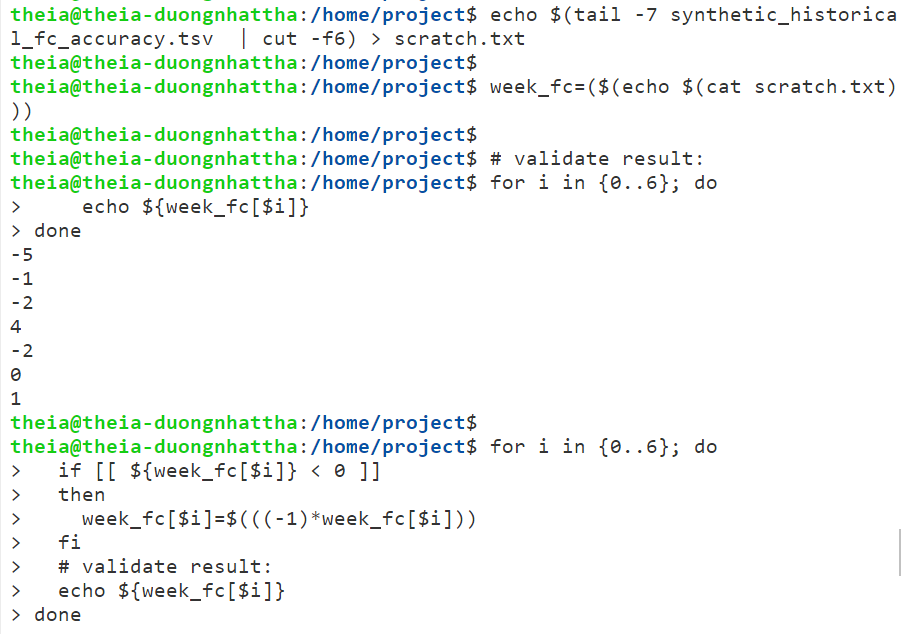 theia@theia-duongnhattha:/home/project$ echo $(tail -7 synthetic_historica
l_fc_accuracy.tsv  | cut -f6) > scratch.txt
theia@theia-duongnhattha:/home/project$
theia@theia-duongnhattha:/home/project$ week_fc=($(echo $(cat scratch.txt)
))
theia@theia-duongnhattha:/home/project$
theia@theia-duongnhattha:/home/project$ # validate result:
theia@theia-duongnhattha:/home/project$ for i in {0..6}; do
>     echo ${week_fc[$i]}
> done
-5
-1
-2
4
-2
0
1
theia@theia-duongnhattha:/home/project$
theia@theia-duongnhattha:/home/project$ for i in {0..6}; do
>   if [[ ${week_fc[$i]} < 0 ]]
>   then
>     week_fc[$i]=$(((-1)*week_fc[$i]))
>   fi
>   # validate result:
>   echo ${week_fc[$i]}
> done